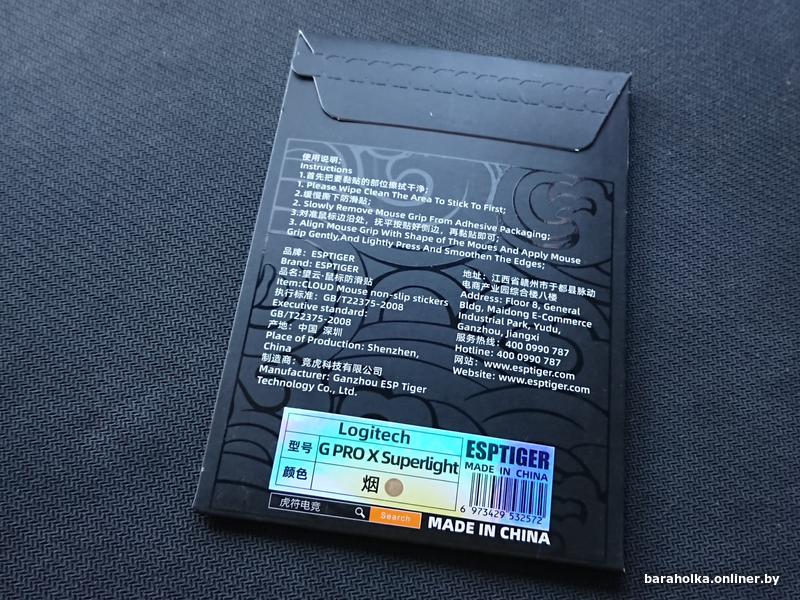 使用说明:
Instructions
1.首先把要黏贴的部位擦拭干净;
1. Please Wipe Clean The Area To Stick To First;
2.缓慢撕下防滑贴;
2. Slowly Remove Mouse Grip From Adhesive Packaging;
3.对准鼠标边沿处，抚平按贴好侧边，再黏贴即可;
3. Align Mouse Grip With Shape of The Moues And Apply Mouse
Grip Gently,And Lightly Press And Smoothen The Edges;
品牌: ESPTIGER
Brand: ESPTIGER
品名:望云·鼠标防滑贴
Item:CLOUD Mouse non-slip stickers
执行标准: GB/T22375-2008
Executive standard:
GB/T22375-2008
产地: 中国 深圳
Place of Production: Shenzhen,
China
制造商: 竞虎科技有限公司
Manufacturer: Ganzhou ESP Tiger
Technology Co., Ltd.
地址: 江西省赣州市于都县脉动
电商产业园综合楼八楼
Address: Floor 8, General
Bldg, Maidong E-Commerce
Industrial Park, Yudu,
Ganzhou, Jiangxi
服务热线: 400 0990 787
Hotline: 400 0990 787
网站: www.esptiger.com
Website: www.esptiger.com
Logitech
型号 G PRO X Superlight
颜色 烟
ESPTIGER
MADE IN CHINA
6 973429 532572
虎符电竞 Search
MADE IN CHINA
baraholka.onliner.by